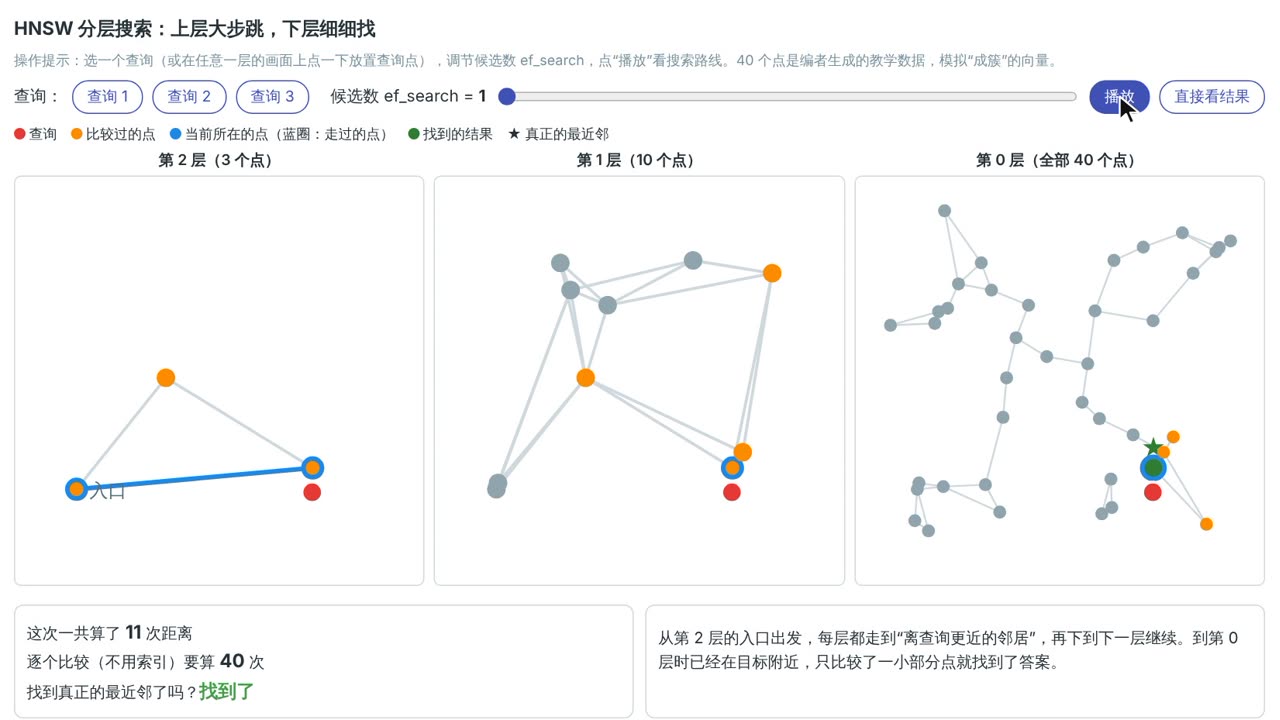 HNSW 分层搜索：上层大步跳，下层细细找
操作提示：选一个查询（或在任意一层的画面上点一下放置查询点），调节候选数 ef_search，点“播放”看搜索路线。40 个点是编者生成的教学数据，模拟“成簇”的向量。
查询： 查询 1 查询 2 查询 3 候选数 ef_search = 1 播放 直接看结果
查询 比较过的点 当前所在的点（蓝圈：走过的点） 找到的结果 ★ 真正的最近邻
第 2 层（3 个点） 第 1 层（10 个点） 第 0 层（全部 40 个点）
入口
这次一共算了 11 次距离
逐个比较（不用索引）要算 40 次
找到真正的最近邻了吗？找到了
从第 2 层的入口出发，每层都走到“离查询更近的邻居”，再下到下一层继续。到第 0
层时已经在目标附近，只比较了一小部分点就找到了答案。